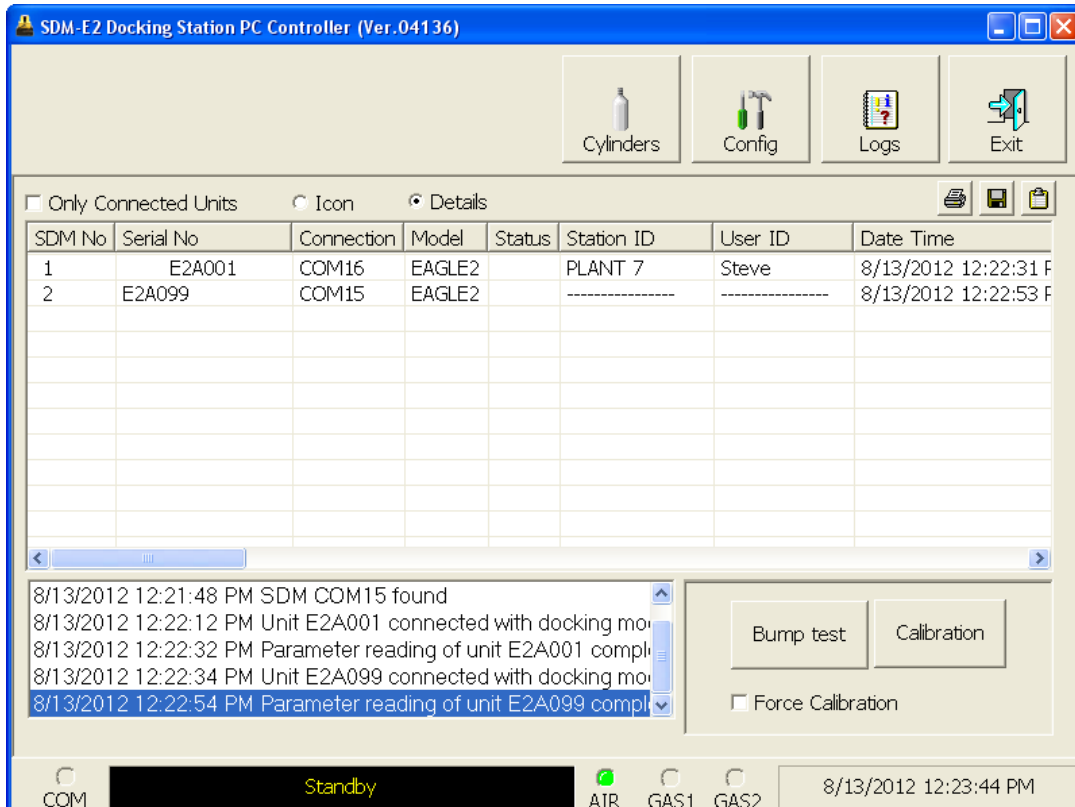 SDM-E2 Docking Station PC Controller (Ver.04136)
Cylinders Config Logs Exit
Only Connected Units Icon Details
SDM No Serial No Connection Model Status Station ID User ID Date Time
1 E2A001 COM16 EAGLE2 PLANT 7 Steve 8/13/2012 12:22:31 P
2 E2A099 COM15 EAGLE2 ---------------- ---------------- 8/13/2012 12:22:53 P
8/13/2012 12:21:48 PM SDM COM15 found
8/13/2012 12:22:12 PM Unit E2A001 connected with docking mo
8/13/2012 12:22:32 PM Parameter reading of unit E2A001 compl
8/13/2012 12:22:34 PM Unit E2A099 connected with docking mo
8/13/2012 12:22:54 PM Parameter reading of unit E2A099 compl
Bump test Calibration
Force Calibration
COM Standby AIR GAS1 GAS2 8/13/2012 12:23:44 PM